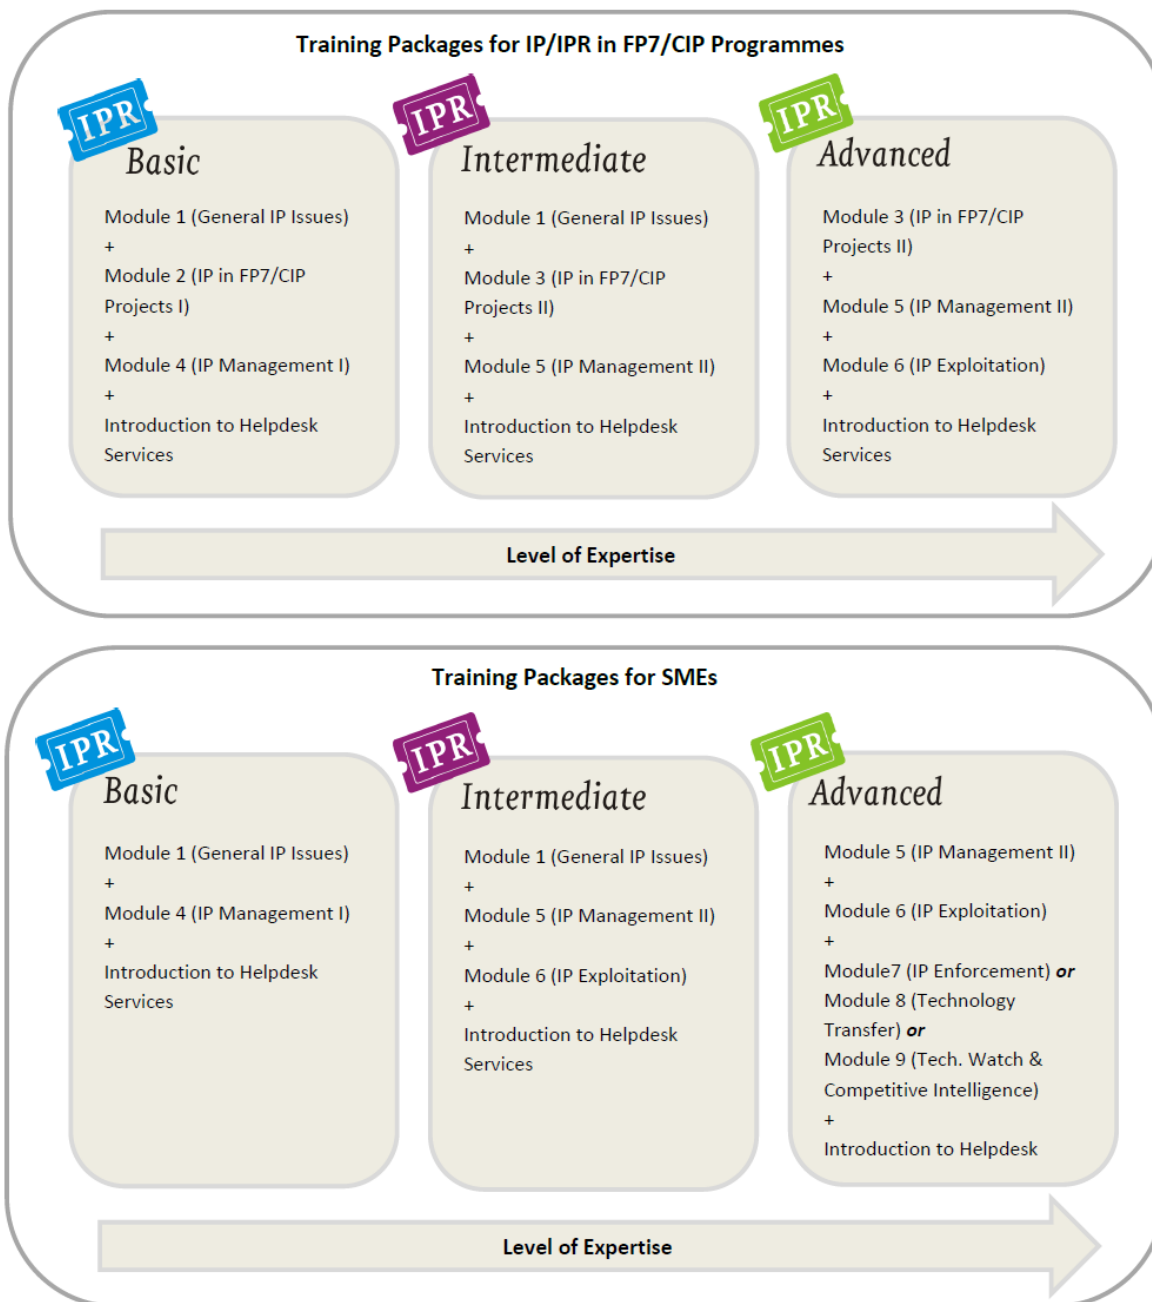 Training Packages for IP/IPR in FP7/CIP Programmes
IPR
Basic
Module 1 (General IP Issues)
+
Module 2 (IP in FP7/CIP
Projects I)
+
Module 4 (IP Management I)
+
Introduction to Helpdesk
Services
IPR
Intermediate
Module 1 (General IP Issues)
+
Module 3 (IP in FP7/CIP
Projects II)
+
Module 5 (IP Management II)
+
Introduction to Helpdesk
Services
IPR
Advanced
Module 3 (IP in FP7/CIP
Projects II)
+
Module 5 (IP Management II)
+
Module 6 (IP Exploitation)
+
Introduction to Helpdesk
Services
Level of Expertise
Training Packages for SMEs
IPR
Basic
Module 1 (General IP Issues)
+
Module 4 (IP Management I)
+
Introduction to Helpdesk
Services
IPR
Intermediate
Module 1 (General IP Issues)
+
Module 5 (IP Management II)
+
Module 6 (IP Exploitation)
+
Introduction to Helpdesk
Services
IPR
Advanced
Module 5 (IP Management II)
+
Module 6 (IP Exploitation)
+
Module7 (IP Enforcement) or
Module 8 (Technology
Transfer) or
Module 9 (Tech. Watch &
Competitive Intelligence)
+
Introduction to Helpdesk
Level of Expertise